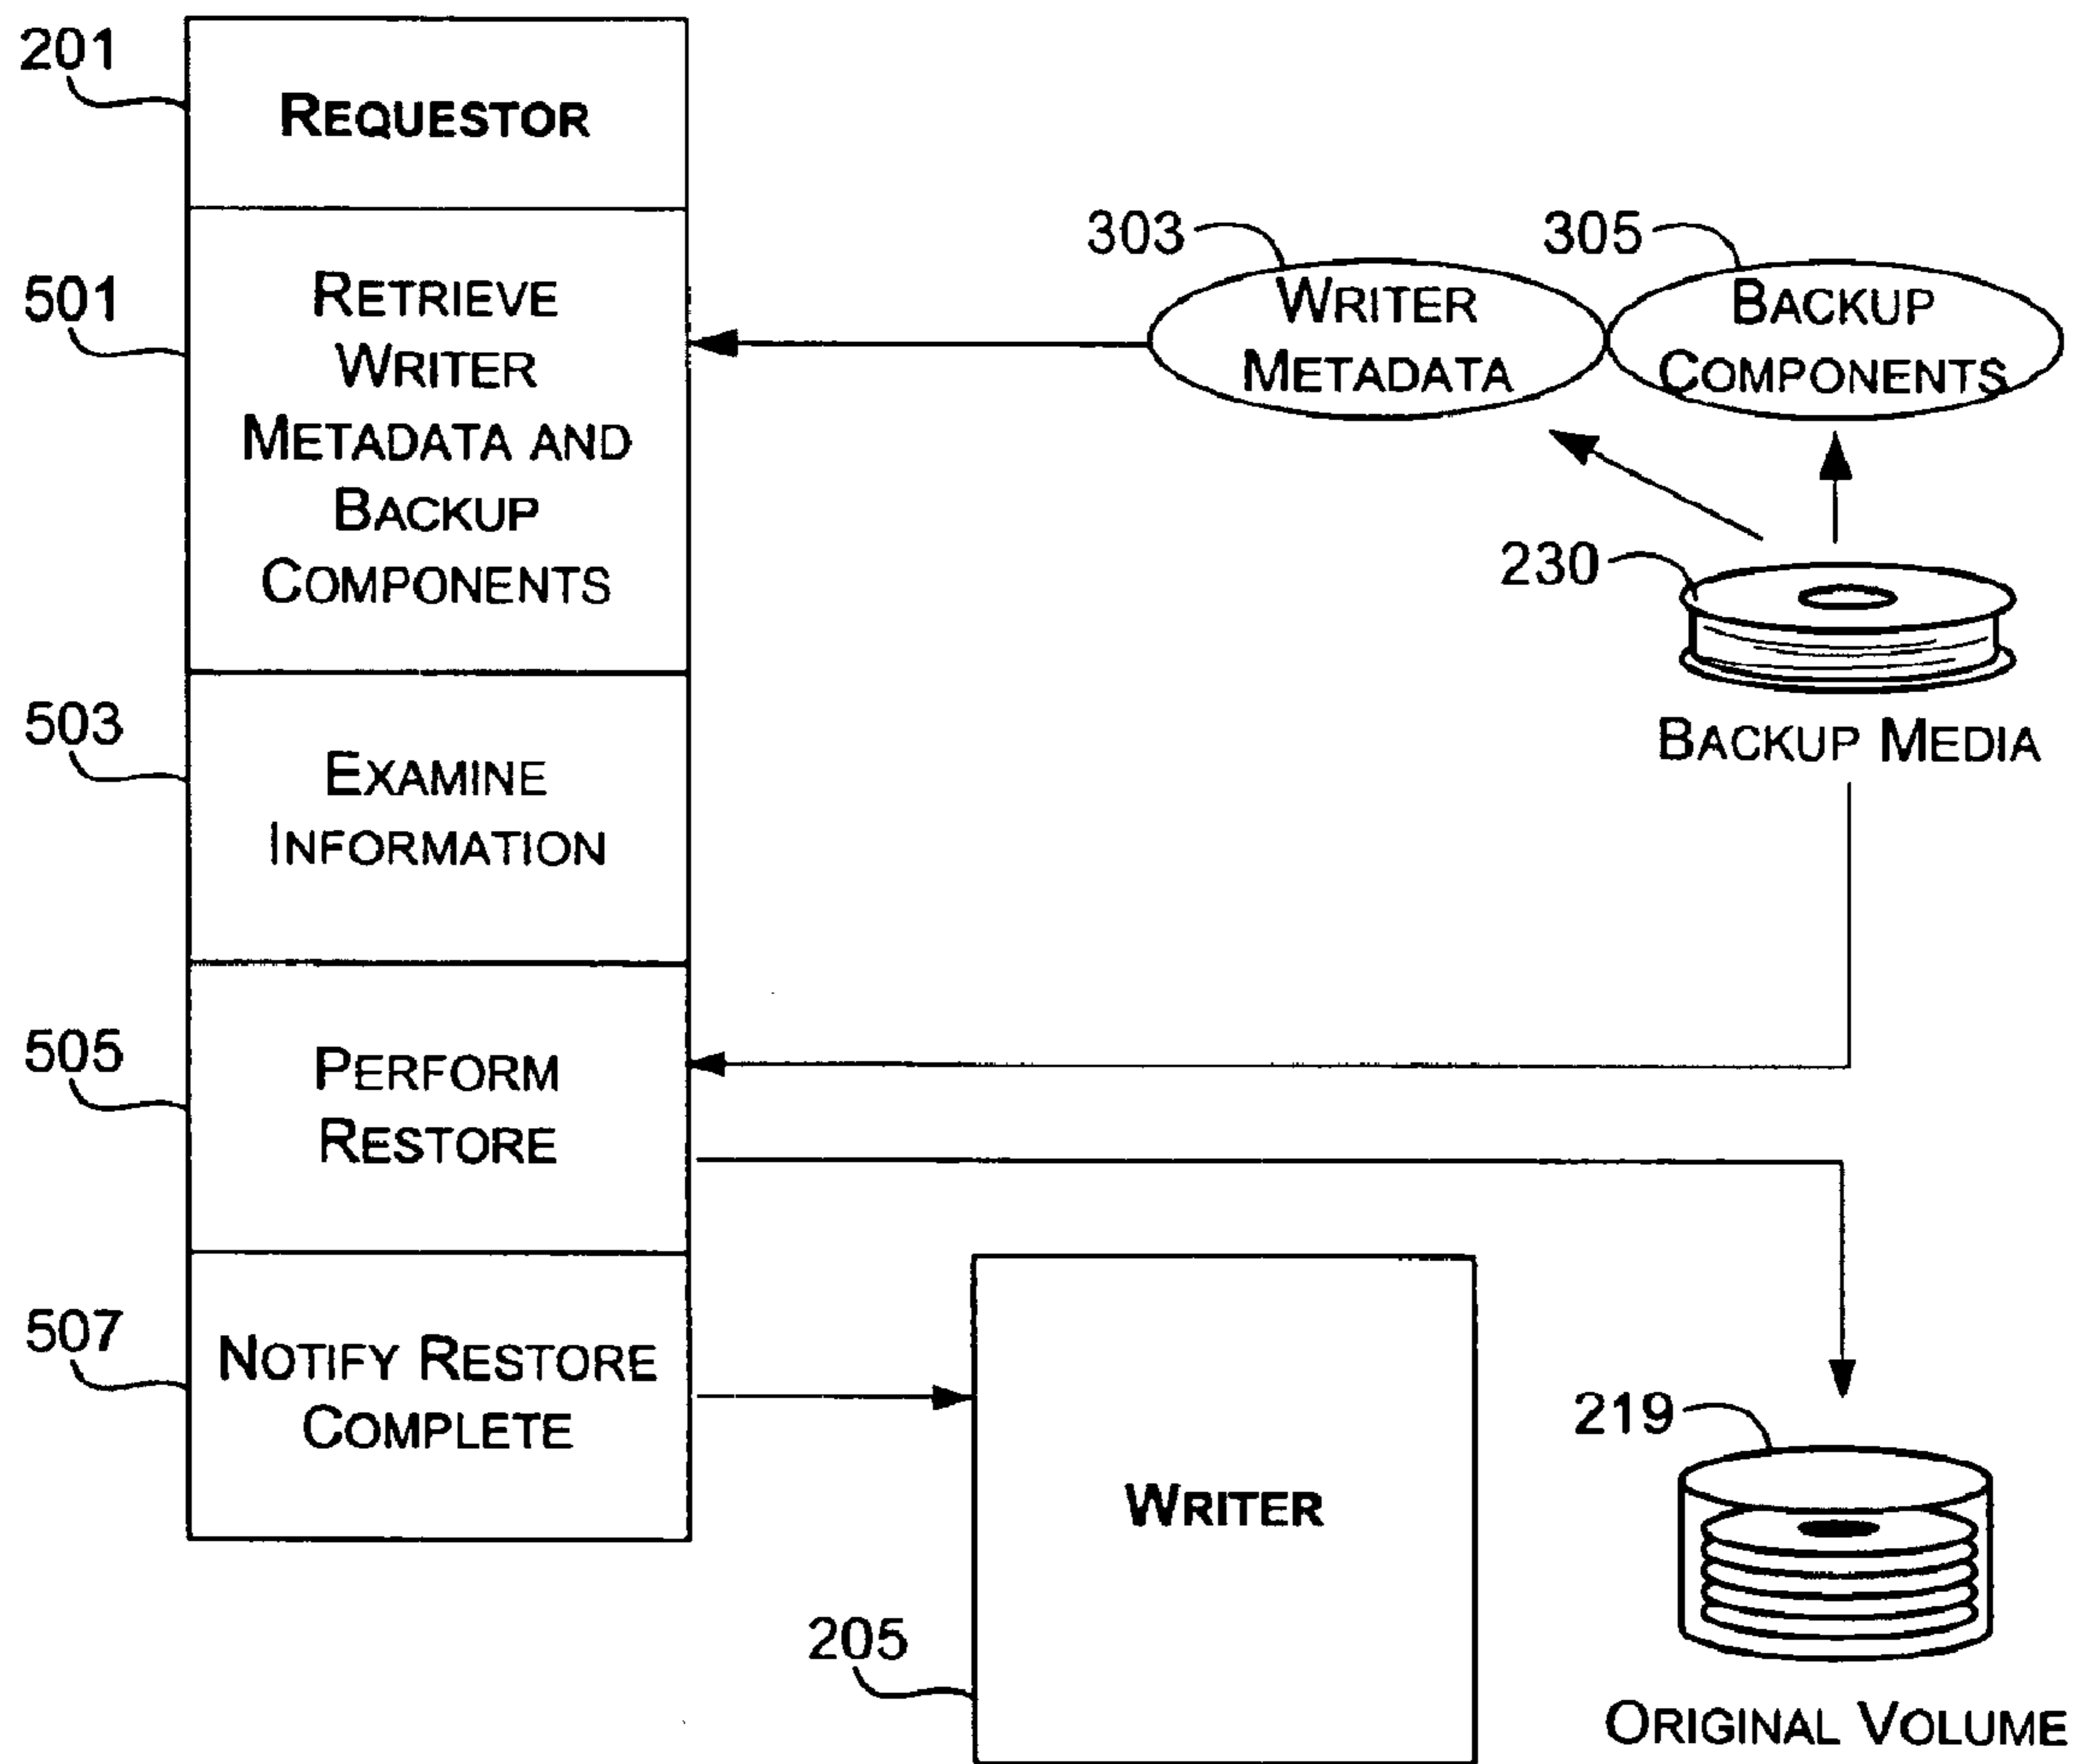 201
REQUESTOR
501
RETRIEVE
WRITER
METADATA AND
BACKUP
COMPONENTS
303
WRITER
METADATA
305
BACKUP
COMPONENTS
230
BACKUP MEDIA
503
EXAMINE
INFORMATION
505
PERFORM
RESTORE
507
NOTIFY RESTORE
COMPLETE
WRITER
205
219
ORIGINAL VOLUME